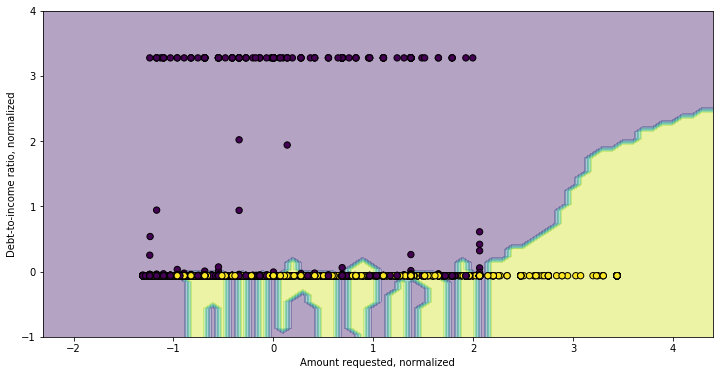 4
3
2
1
0
−1
Debt-to-income ratio, normalized
−2 −1 0 1 2 3 4
Amount requested, normalized